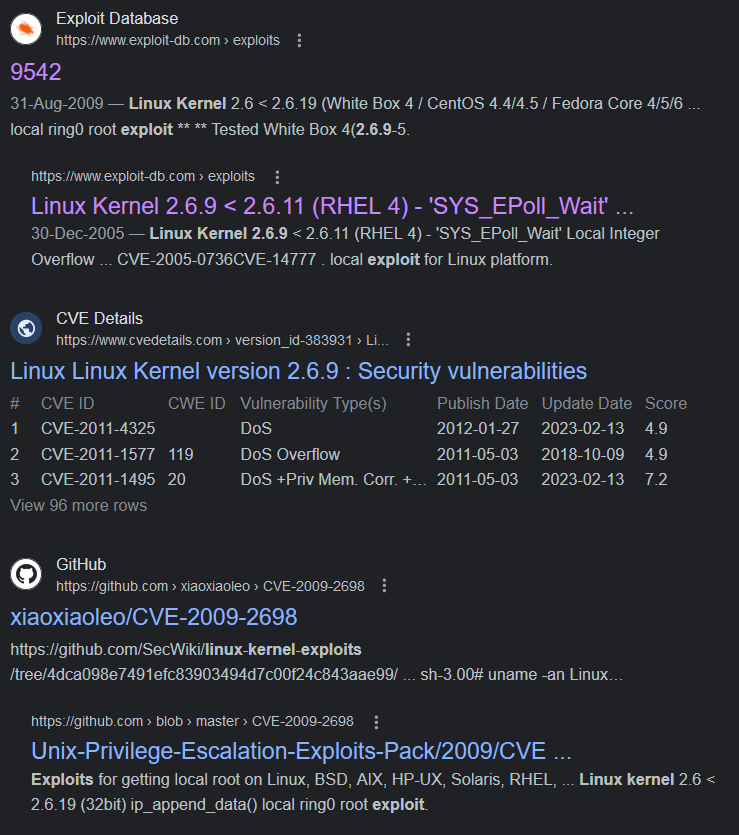 Exploit Database
https://www.exploit-db.com › exploits
9542
31-Aug-2009 — Linux Kernel 2.6 < 2.6.19 (White Box 4 / CentOS 4.4/4.5 / Fedora Core 4/5/6 ...
local ring0 root exploit ** ** Tested White Box 4(2.6.9-5.
https://www.exploit-db.com › exploits
Linux Kernel 2.6.9 < 2.6.11 (RHEL 4) - 'SYS_EPoll_Wait' ...
30-Dec-2005 — Linux Kernel 2.6.9 < 2.6.11 (RHEL 4) - 'SYS_EPoll_Wait' Local Integer
Overflow ... CVE-2005-0736CVE-14777 . local exploit for Linux platform.
CVE Details
https://www.cvedetails.com › version_id-383931 › Li...
Linux Linux Kernel version 2.6.9 : Security vulnerabilities
# CVE ID CWE ID Vulnerability Type(s) Publish Date Update Date Score
1 CVE-2011-4325 DoS 2012-01-27 2023-02-13 4.9
2 CVE-2011-1577 119 DoS Overflow 2011-05-03 2018-10-09 4.9
3 CVE-2011-1495 20 DoS +Priv Mem. Corr. +... 2011-05-03 2023-02-13 7.2
View 96 more rows
GitHub
https://github.com › xiaoxiaoleo › CVE-2009-2698
xiaoxiaoleo/CVE-2009-2698
https://github.com/SecWiki/linux-kernel-exploits
/tree/4dca098e7491efc83903494d7c00f24c843aae99/ ... sh-3.00# uname -an Linux...
https://github.com › blob › master › CVE-2009-2698
Unix-Privilege-Escalation-Exploits-Pack/2009/CVE ...
Exploits for getting local root on Linux, BSD, AIX, HP-UX, Solaris, RHEL, ... Linux kernel 2.6 <
2.6.19 (32bit) ip_append_data() local ring0 root exploit.